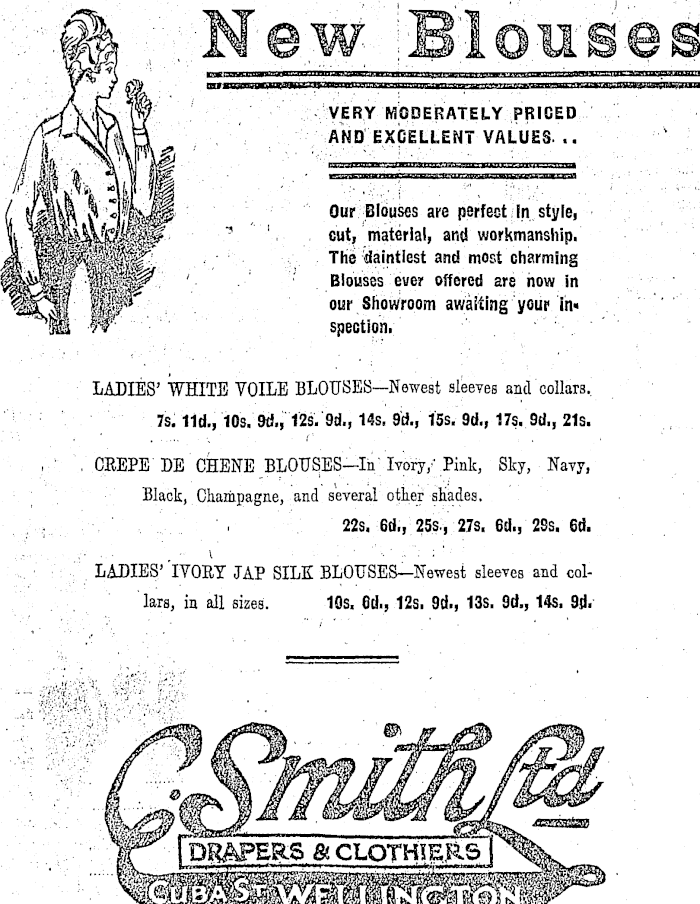 New Blouses
VERY MODERATELY PRICED
AND EXCELLENT VALUES...
Our Blouses are perfect in style,
cut, material, and workmanship.
The daintiest and most charming
Blouses ever offered are now in
our Showroom awaiting your in-
spection.
LADIES' WHITE VOILE BLOUSES—Newest sleeves and collars.
7s. 11d., 10s. 9d., 12s. 9d., 14s. 9d., 15s. 9d., 17s. 9d., 21s.
CREPE DE CHENE BLOUSES—In Ivory, Pink, Sky, Navy,
Black, Champagne, and several other shades.
22s. 6d., 25s., 27s. 6d., 29s. 6d.
LADIES' IVORY JAP SILK BLOUSES—Newest sleeves and col-
lars, in all sizes. 10s. 6d., 12s. 9d., 13s. 9d., 14s. 9d.
C. Smith Ltd
DRAPERS & CLOTHIERS
CUBA ST WELLINGTON